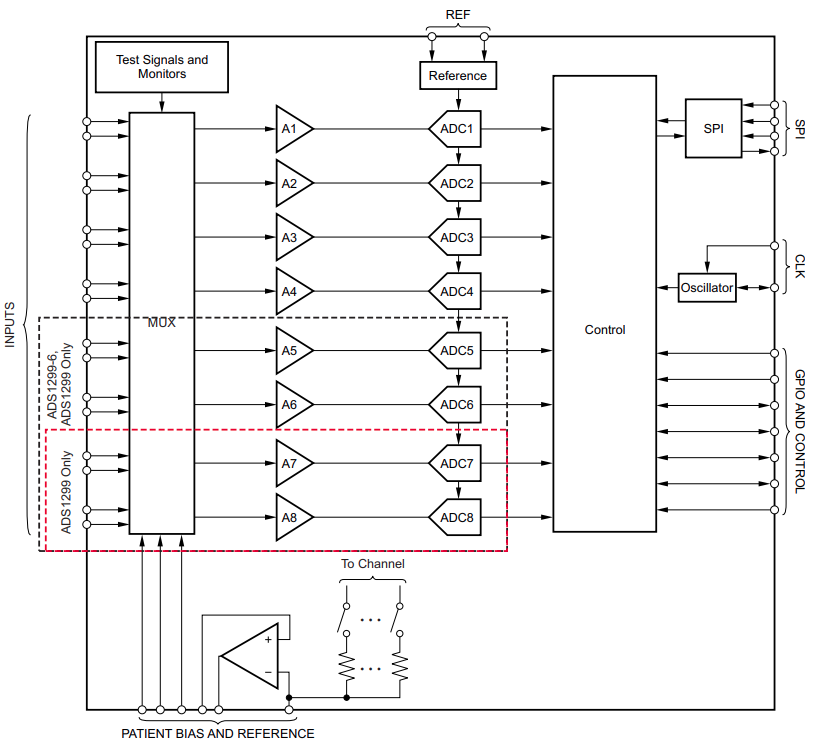 REF
Test Signals and
Monitors
Reference
INPUTS
MUX
A1
ADC1
A2
ADC2
A3
ADC3
A4
ADC4
A5
ADC5
A6
ADC6
A7
ADC7
A8
ADC8
ADS1299-6,
ADS1299 Only
ADS1299 Only
Control
SPI
SPI
Oscillator
CLK
GPIO AND CONTROL
To Channel
+
−
PATIENT BIAS AND REFERENCE